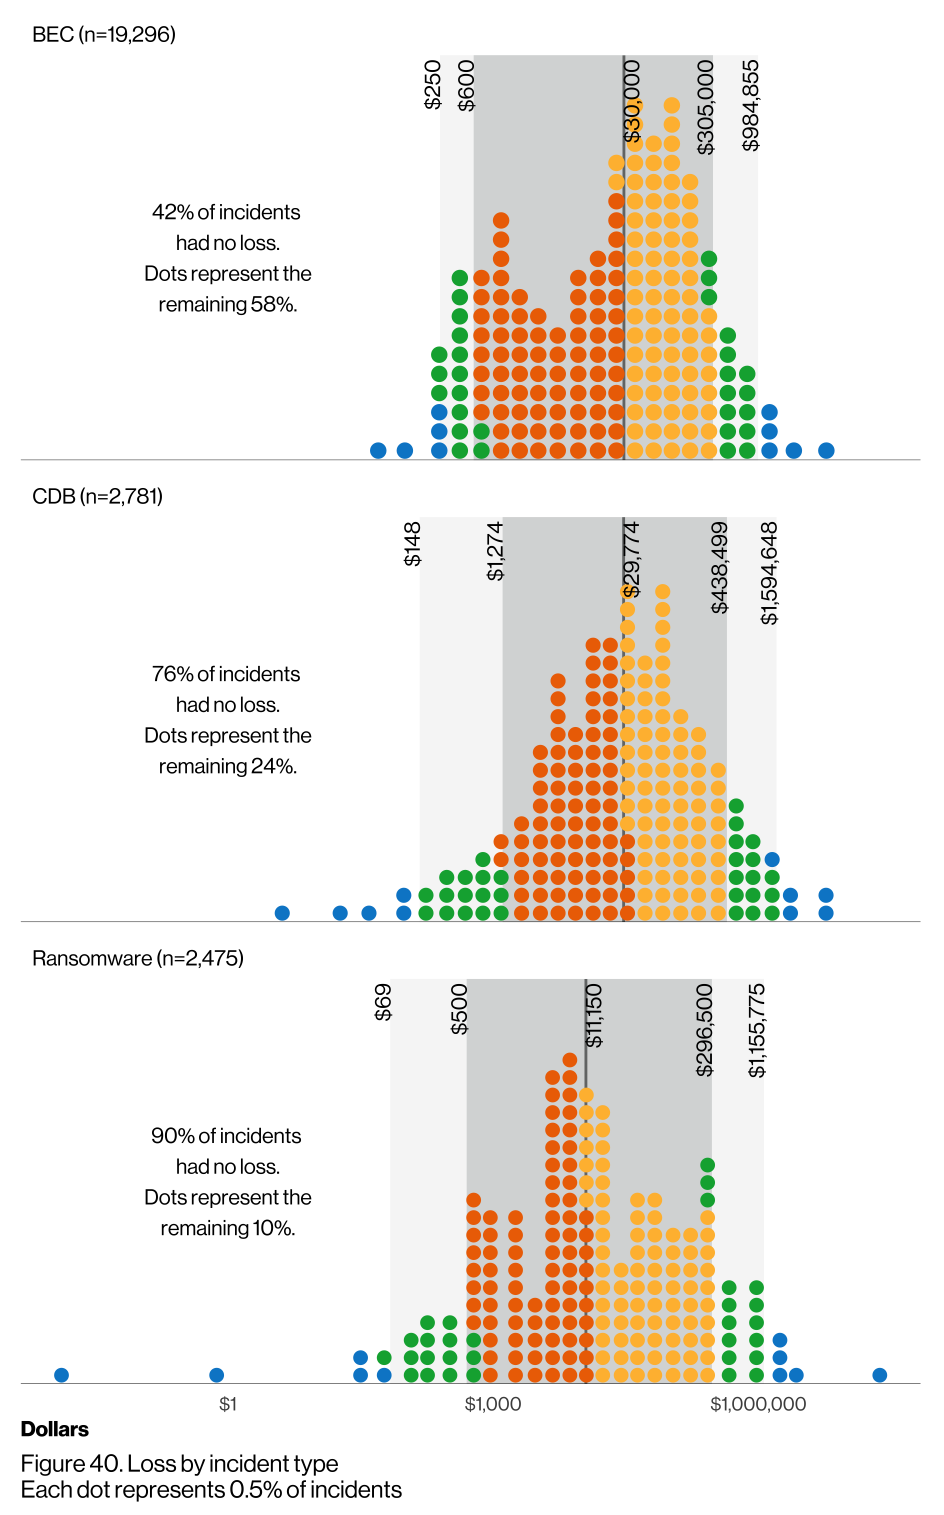 BEC (n=19,296)
$250
$600
$30,000
$305,000
$984,855
42% of incidents
had no loss.
Dots represent the
remaining 58%.
CDB (n=2,781)
$148
$1,274
$29,774
$438,499
$1,594,648
76% of incidents
had no loss.
Dots represent the
remaining 24%.
Ransomware (n=2,475)
$69
$500
$11,150
$296,500
$1,155,775
90% of incidents
had no loss.
Dots represent the
remaining 10%.
$1
$1,000
$1,000,000
Dollars
Figure 40. Loss by incident type
Each dot represents 0.5% of incidents